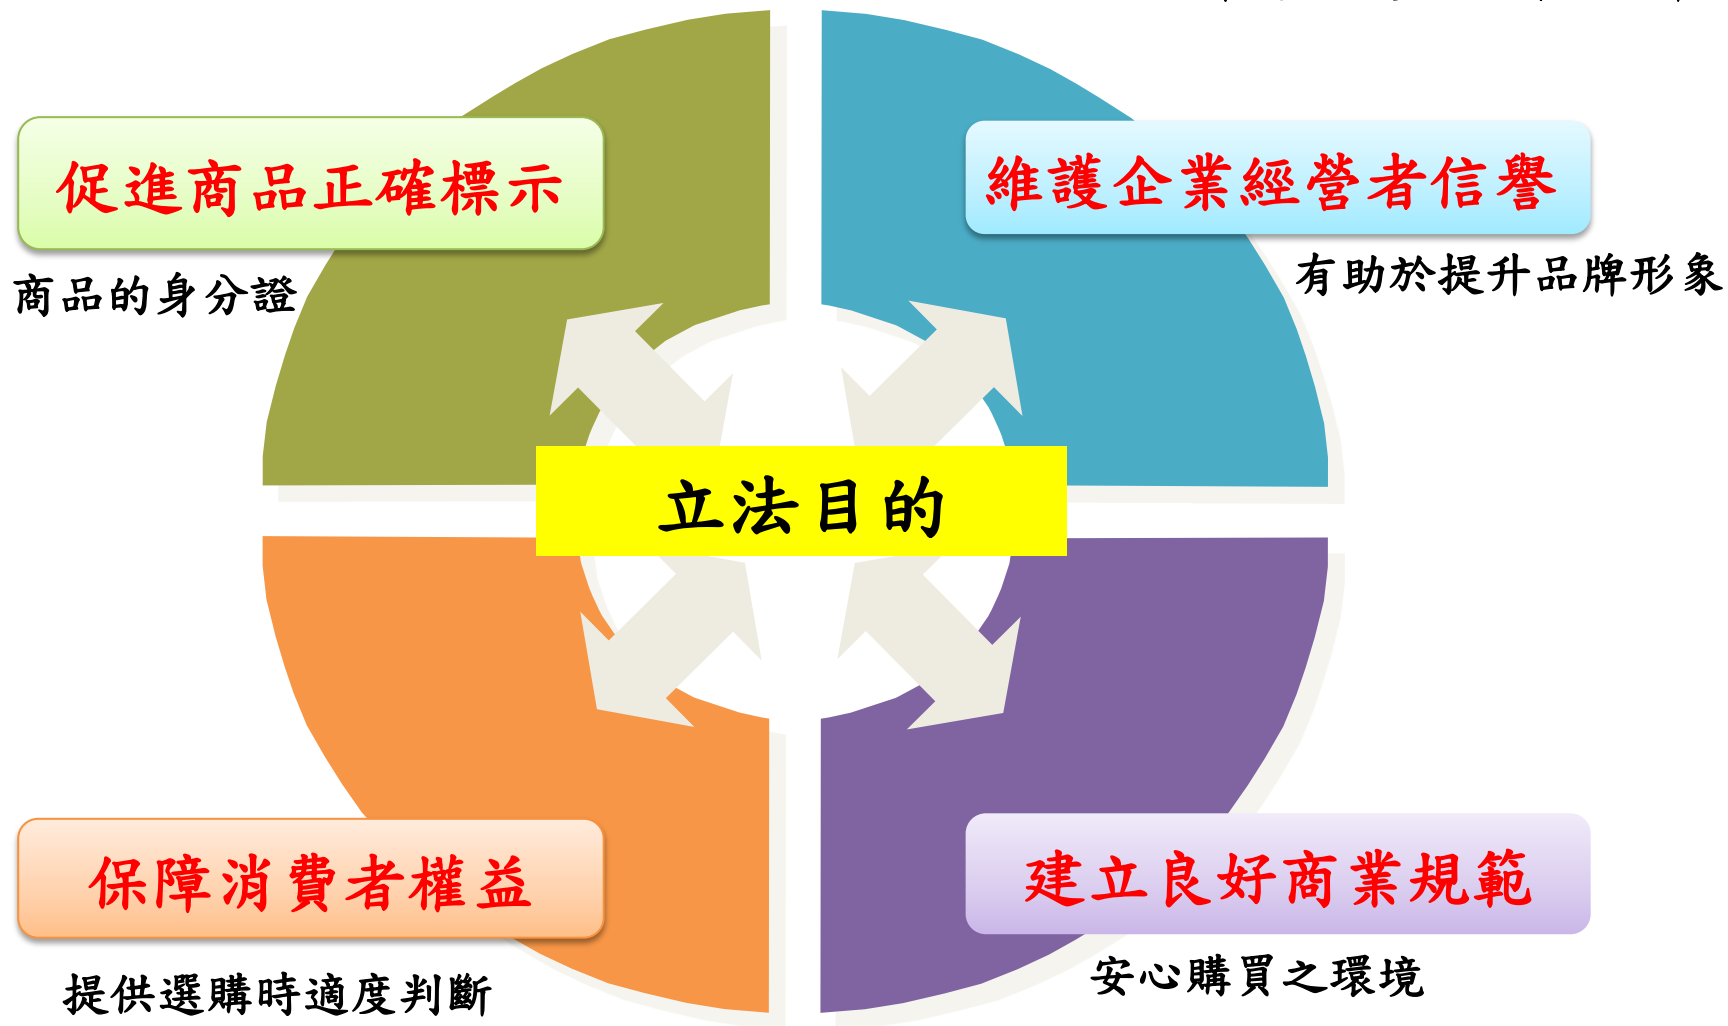 促進商品正確標示
商品的身分證
維護企業經營者信譽
有助於提升品牌形象
立法目的
保障消費者權益
提供選購時適度判斷
建立良好商業規範
安心購買之環境